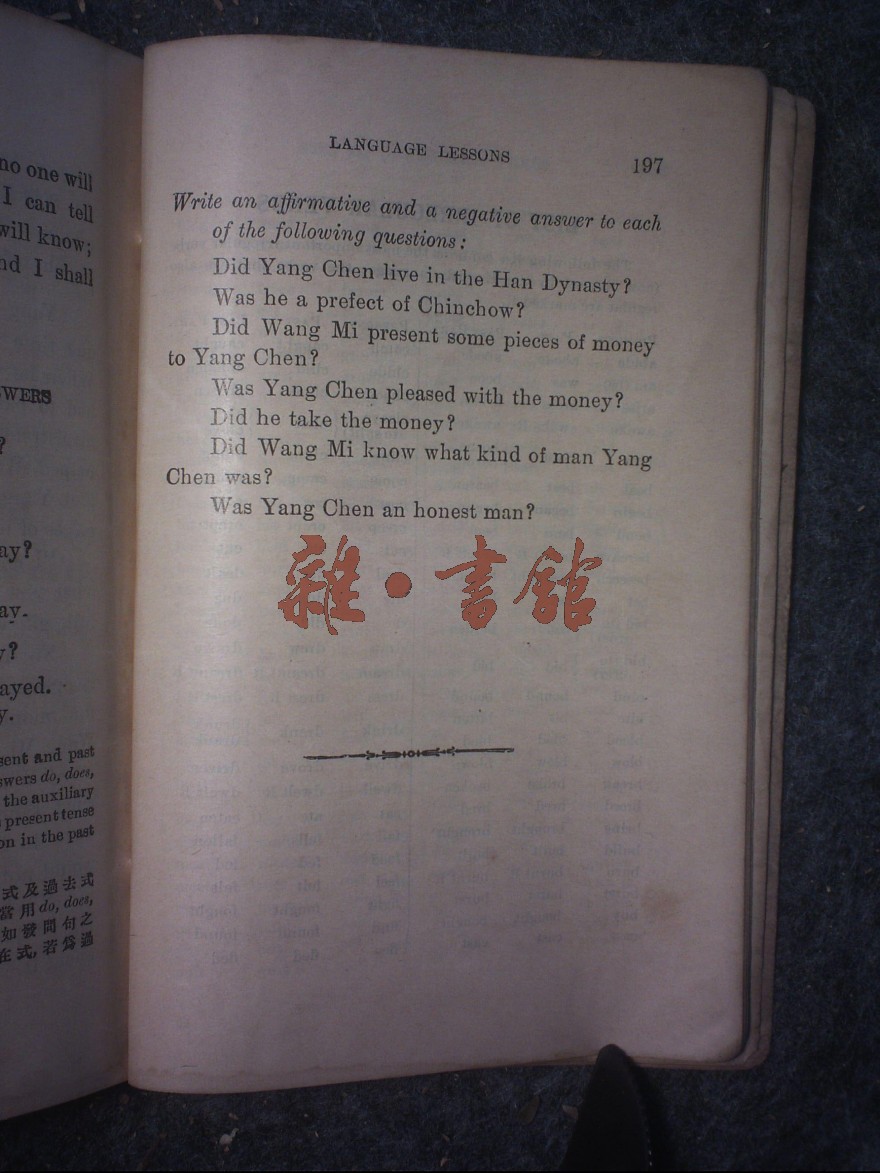 no one will
I can tell
will know;
nd I shall
WERS
?
ay?
ay.
y?
ayed.
y.
sent and past
swers do, does,
the auxiliary
present tense
on in the past
式及過去式
當用 do, does,
如發問句之
在式, 若爲過
LANGUAGE LESSONS 197
Write an affirmative and a negative answer to each
of the following questions:
Did Yang Chen live in the Han Dynasty?
Was he a prefect of Chinchow?
Did Wang Mi present some pieces of money
to Yang Chen?
Was Yang Chen pleased with the money?
Did he take the money?
Did Wang Mi know what kind of man Yang
Chen was?
Was Yang Chen an honest man?
雜·書館